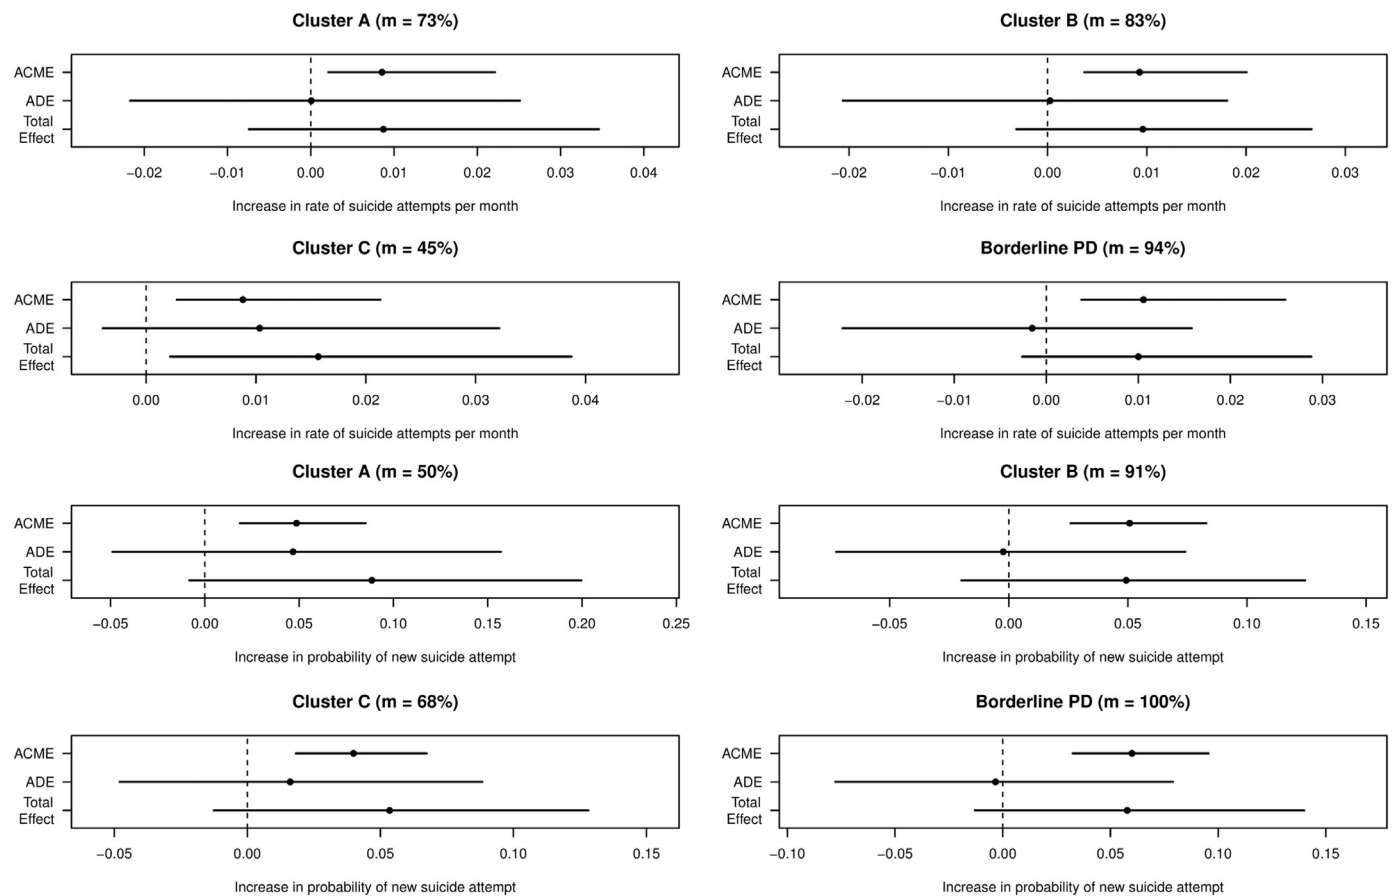 Cluster A (m = 73%)
ACME
ADE
Total
Effect
−0.02 −0.01 0.00 0.01 0.02 0.03 0.04
Increase in rate of suicide attempts per month
Cluster B (m = 83%)
ACME
ADE
Total
Effect
−0.02 −0.01 0.00 0.01 0.02 0.03
Increase in rate of suicide attempts per month
Cluster C (m = 45%)
ACME
ADE
Total
Effect
0.00 0.01 0.02 0.03 0.04
Increase in rate of suicide attempts per month
Borderline PD (m = 94%)
ACME
ADE
Total
Effect
−0.02 −0.01 0.00 0.01 0.02 0.03
Increase in rate of suicide attempts per month
Cluster A (m = 50%)
ACME
ADE
Total
Effect
−0.05 0.00 0.05 0.10 0.15 0.20 0.25
Increase in probability of new suicide attempt
Cluster B (m = 91%)
ACME
ADE
Total
Effect
−0.05 0.00 0.05 0.10 0.15
Increase in probability of new suicide attempt
Cluster C (m = 68%)
ACME
ADE
Total
Effect
−0.05 0.00 0.05 0.10 0.15
Increase in probability of new suicide attempt
Borderline PD (m = 100%)
ACME
ADE
Total
Effect
−0.10 −0.05 0.00 0.05 0.10 0.15
Increase in probability of new suicide attempt